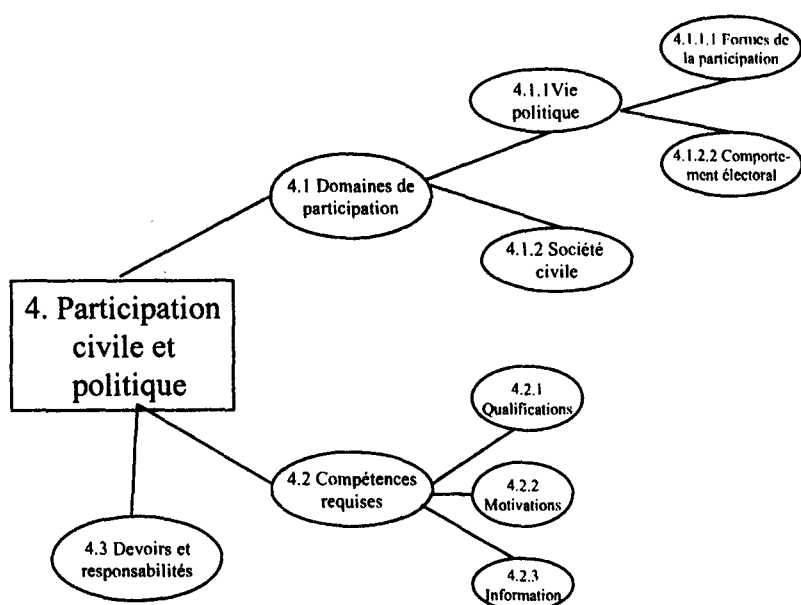 4.1.1.1 Formes de
la participation
4.1.1Vie
politique
4.1.2.2 Comporte-
ment électoral
4.1 Domaines de
participation
4.1.2 Société
civile
4. Participation
civile et
politique
4.2.1
Qualifications
4.2 Compétences
requises
4.2.2
Motivations
4.3 Devoirs et
responsabilités
4.2.3
Information